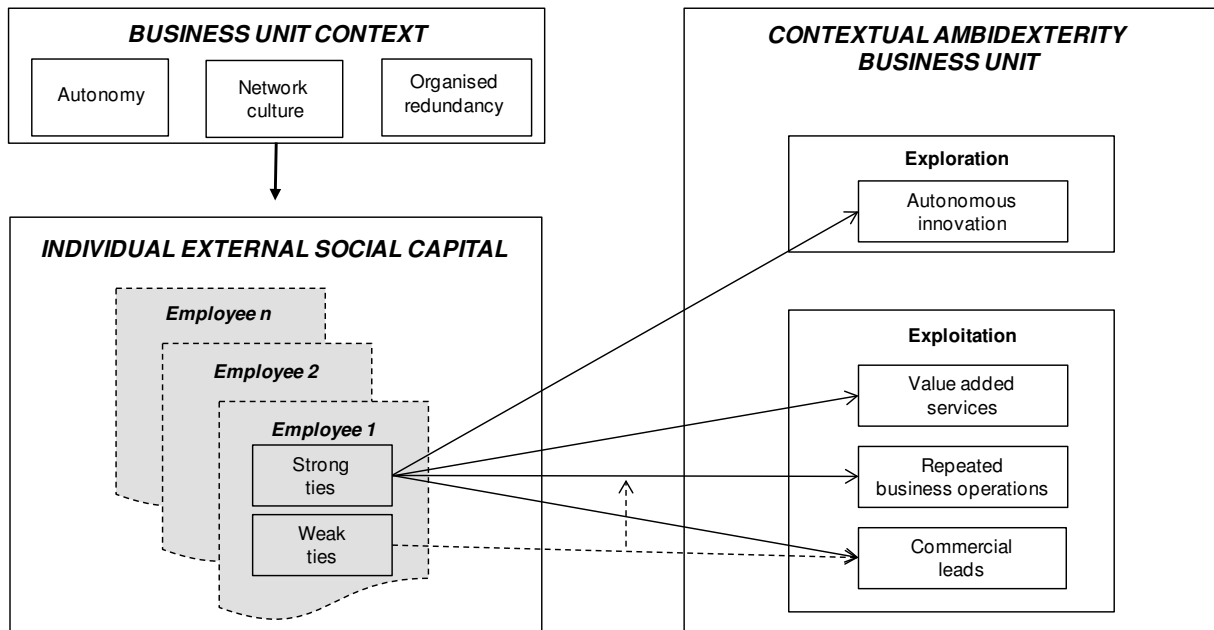 BUSINESS UNIT CONTEXT
Autonomy
Network
culture
Organised
redundancy
INDIVIDUAL EXTERNAL SOCIAL CAPITAL
Employee n
Employee 2
Employee 1
Strong
ties
Weak
ties
CONTEXTUAL AMBIDEXTERITY
BUSINESS UNIT
Exploration
Autonomous
innovation
Exploitation
Value added
services
Repeated
business operations
Commercial
leads